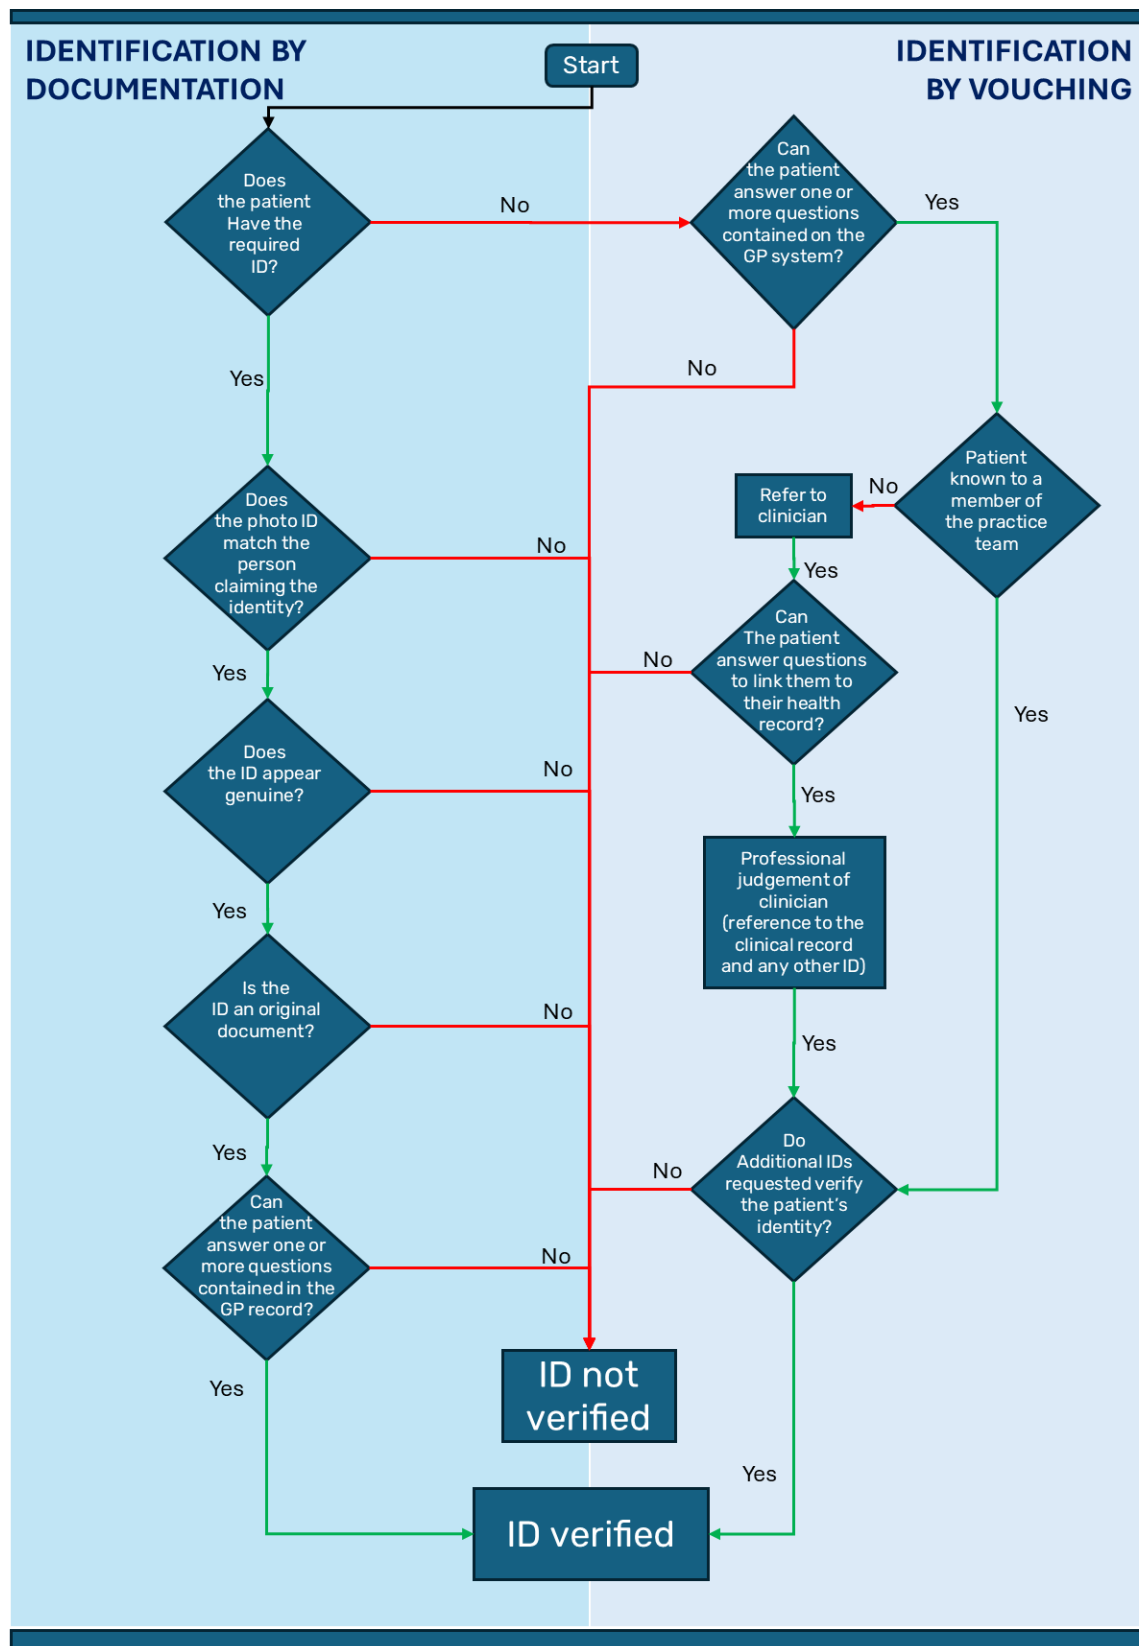 IDENTIFICATION BY
DOCUMENTATION
Start
IDENTIFICATION
BY VOUCHING
Does
the patient
Have the
required
ID?
No
Can
the patient
answer one or
more questions
contained on the
GP system?
Yes
Yes
No
Patient
known to a
member of
the practice
team
No
Refer to
clinician
Does
the photo ID
match the
person
claiming the
identity?
No
Yes
Can
The patient
answer questions
to link them to
their health
record?
No
Yes
Yes
Yes
Does
the ID appear
genuine?
No
Yes
Professional
judgement of
clinician
(reference to the
clinical record
and any other ID)
Yes
Is the
ID an original
document?
No
Yes
Do
Additional IDs
requested verify
the patient's
identity?
No
Yes
Can
the patient
answer one or
more questions
contained in the
GP record?
No
Yes
ID not
verified
Yes
ID verified